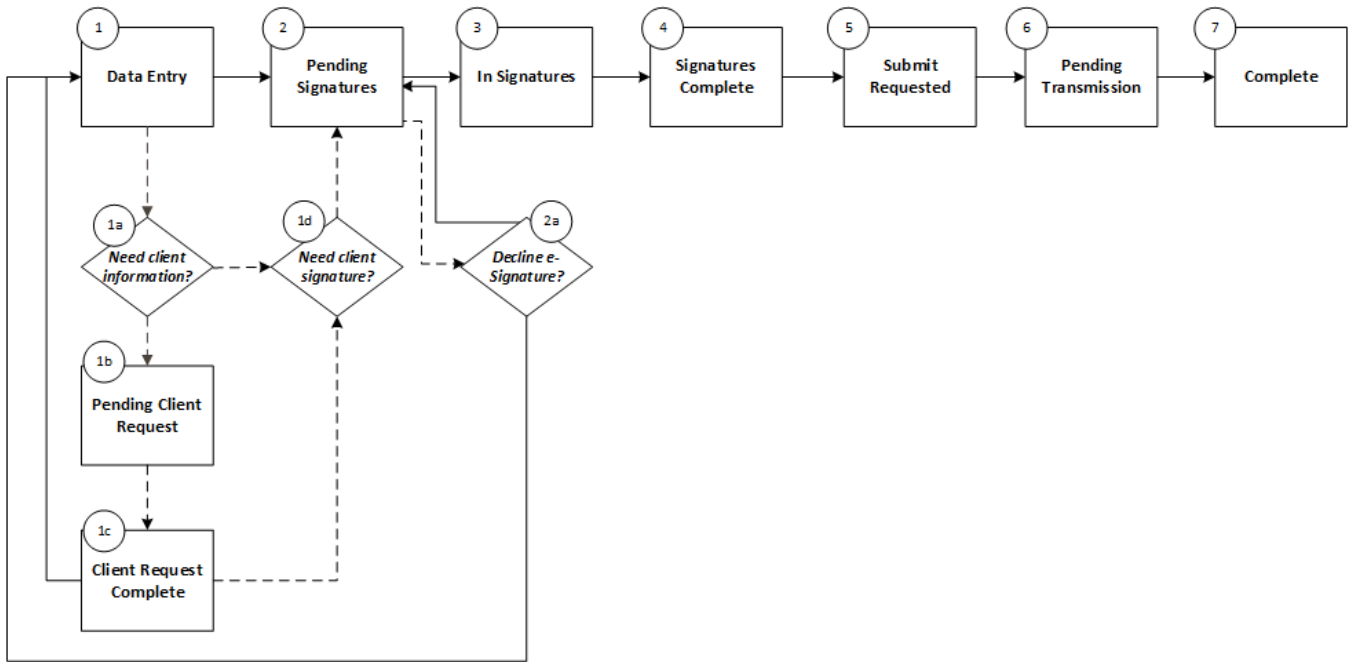 1
Data Entry
2
Pending
Signatures
3
In Signatures
4
Signatures
Complete
5
Submit
Requested
6
Pending
Transmission
7
Complete
1a
Need client
information?
1d
Need client
signature?
2a
Decline e-
Signature?
1b
Pending Client
Request
1c
Client Request
Complete